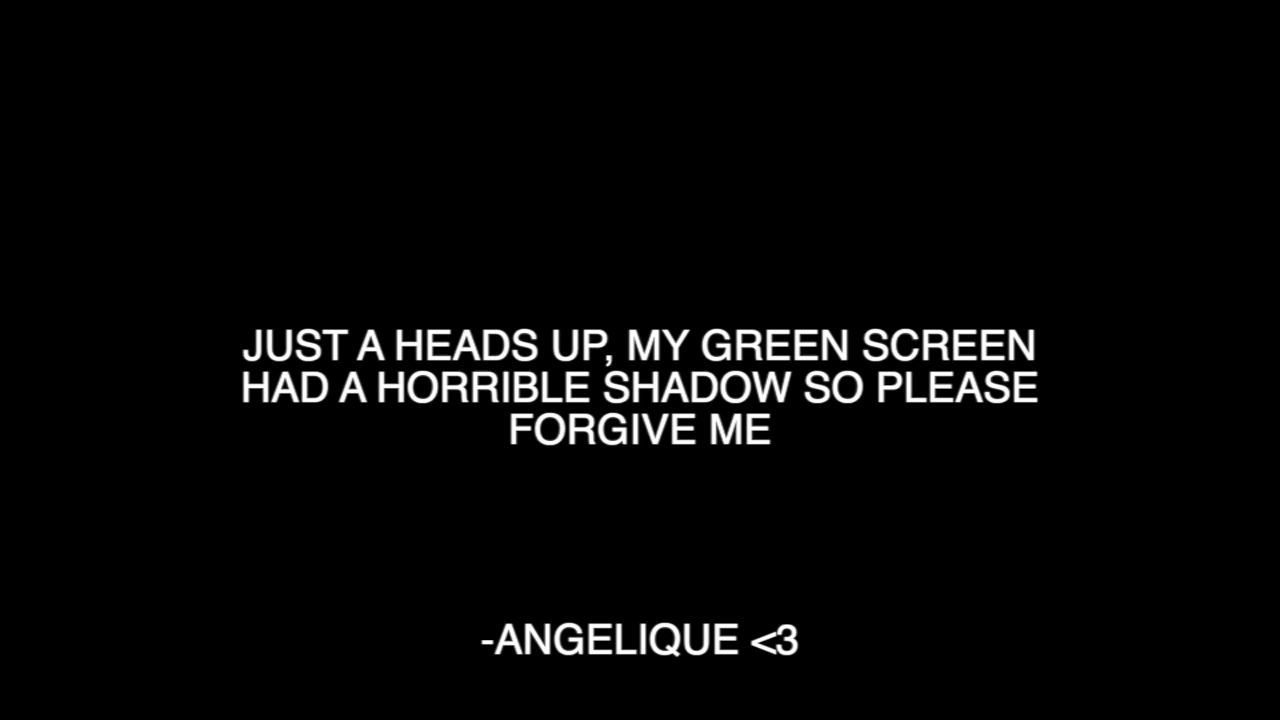 JUST A HEADS UP, MY GREEN SCREEN
HAD A HORRIBLE SHADOW SO PLEASE
FORGIVE ME
-ANGELIQUE <3